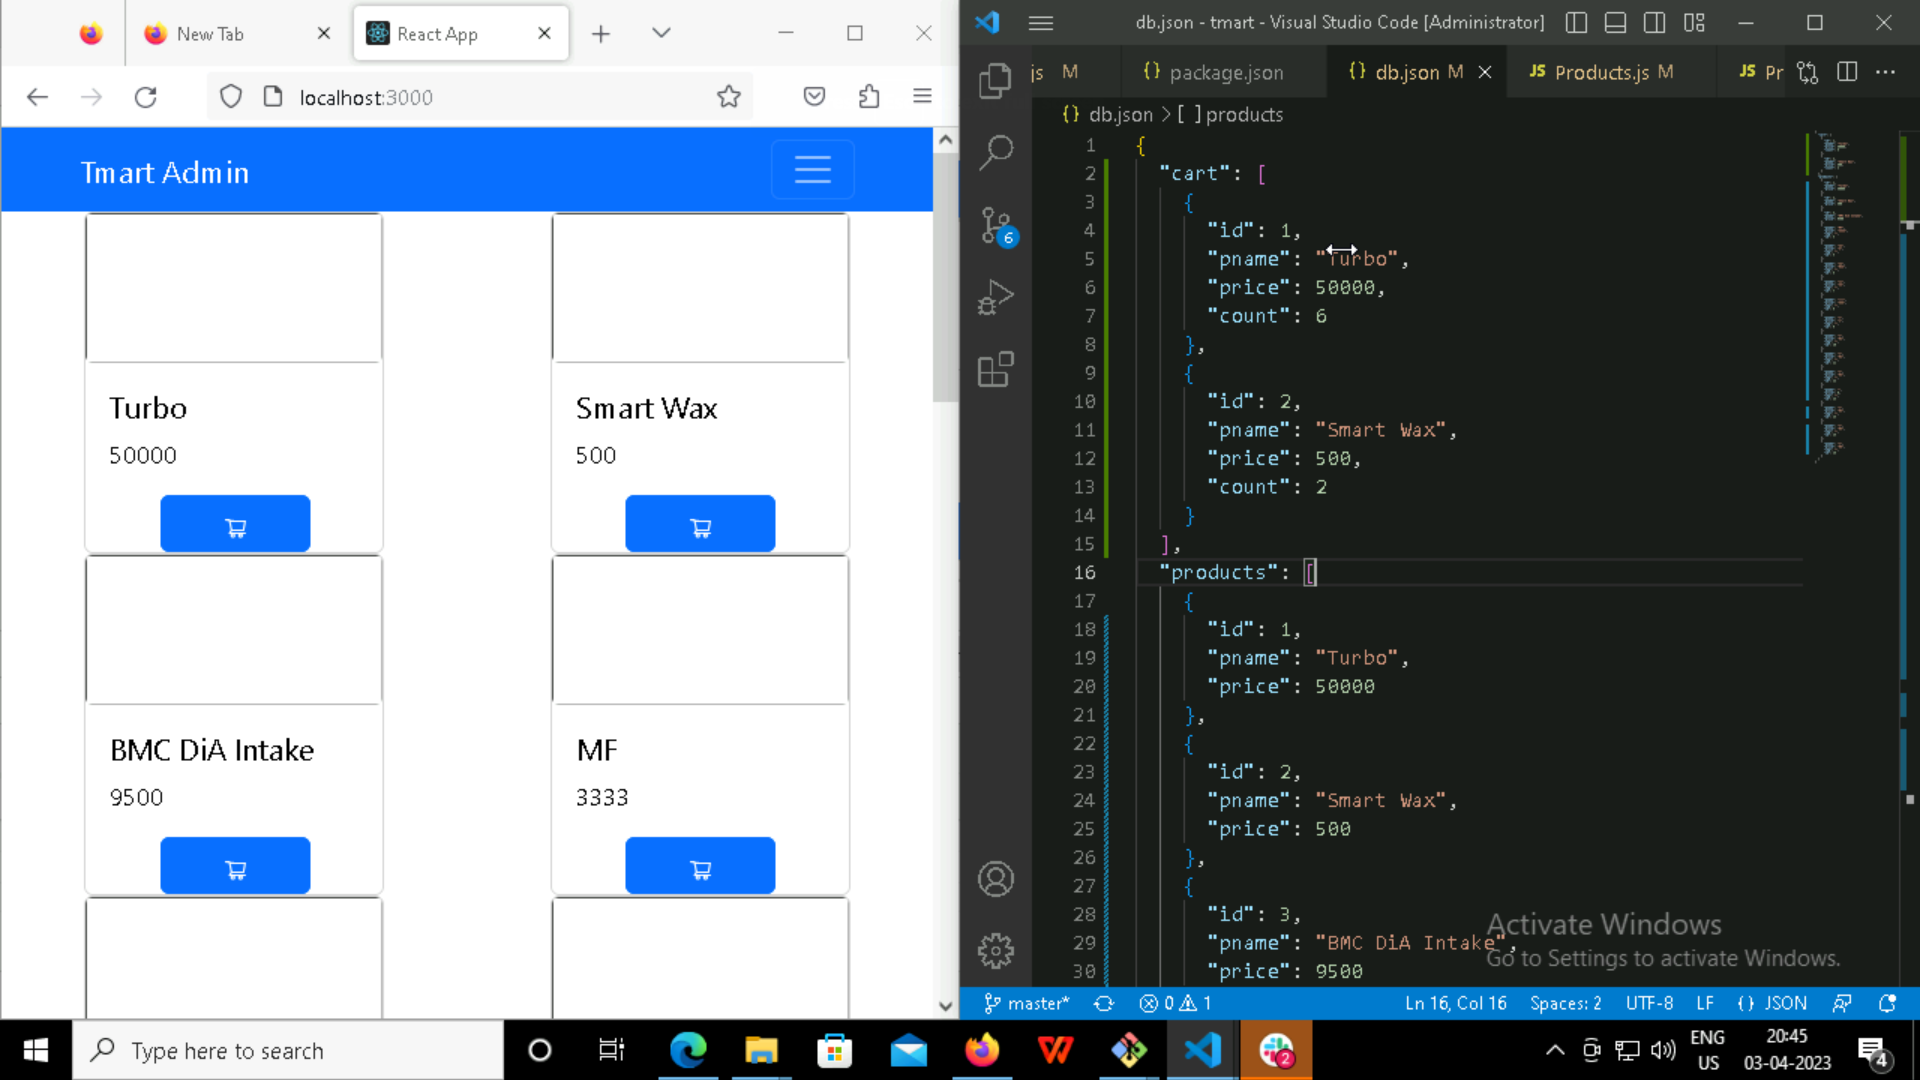 New Tab
React App
localhost:3000
Tmart Admin
Turbo
50000
Smart Wax
500
BMC DiA Intake
9500
MF
3333
db.json - tmart - Visual Studio Code [Administrator]
js M
{} package.json
{} db.json M
JS Products.js M
JS Pr
{} db.json > [ ] products
6
1 {
2 "cart": [
3 {
4 "id": 1,
5 "pname": "Turbo",
6 "price": 50000,
7 "count": 6
8 },
9 {
10 "id": 2,
11 "pname": "Smart Wax",
12 "price": 500,
13 "count": 2
14 }
15 ],
16 "products": [
17 {
18 "id": 1,
19 "pname": "Turbo",
20 "price": 50000
21 },
22 {
23 "id": 2,
24 "pname": "Smart Wax",
25 "price": 500
26 },
27 {
28 "id": 3,
29 "pname": "BMC DiA Intake",
30 "price": 9500
Activate Windows
Go to Settings to activate Windows.
master* 0 1 Ln 16, Col 16 Spaces: 2 UTF-8 LF {} JSON
Type here to search
2
ENG
US
20:45
03-04-2023
4